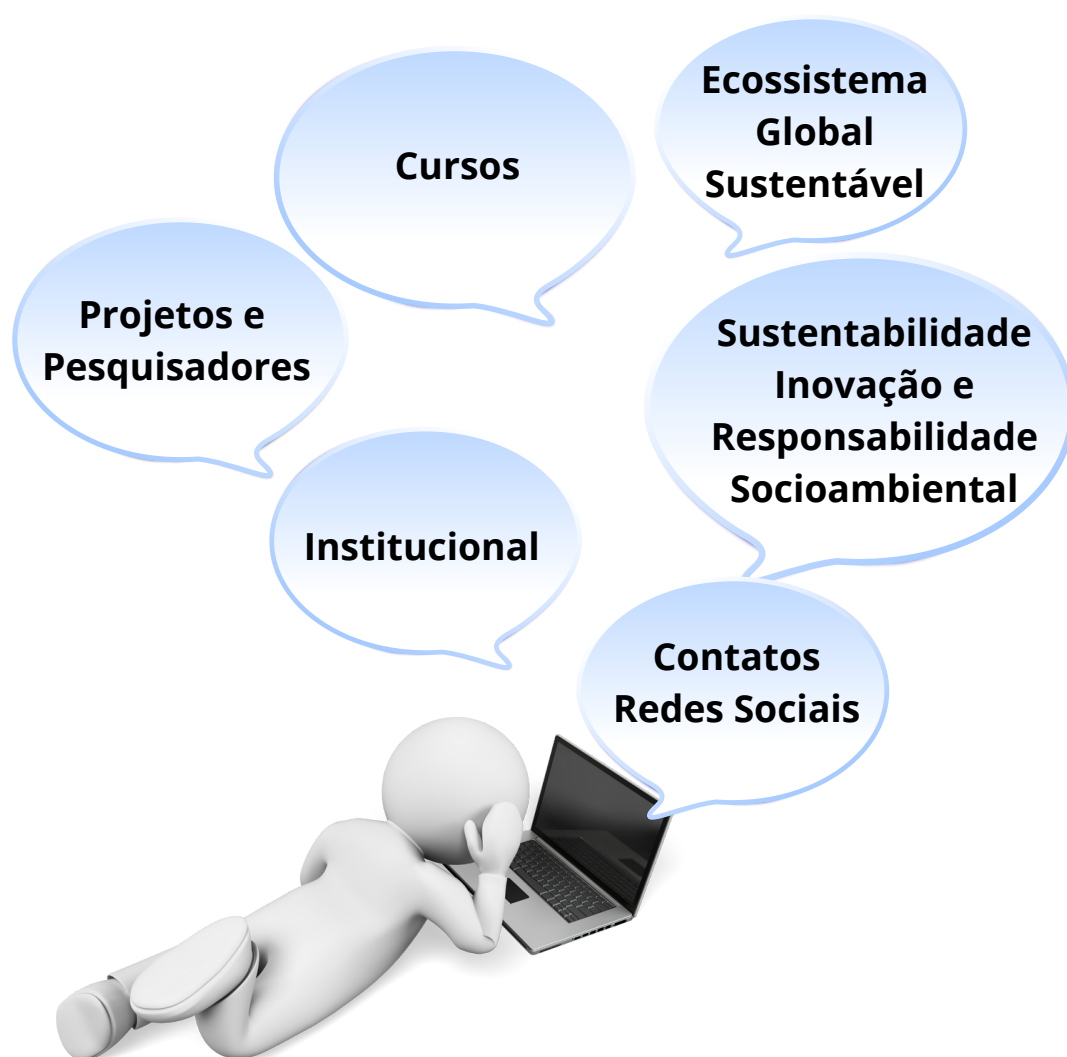 Ecossistema
Global
Sustentável
Cursos
Projetos e
Pesquisadores
Sustentabilidade
Inovação e
Responsabilidade
Socioambiental
Institucional
Contatos
Redes Sociais